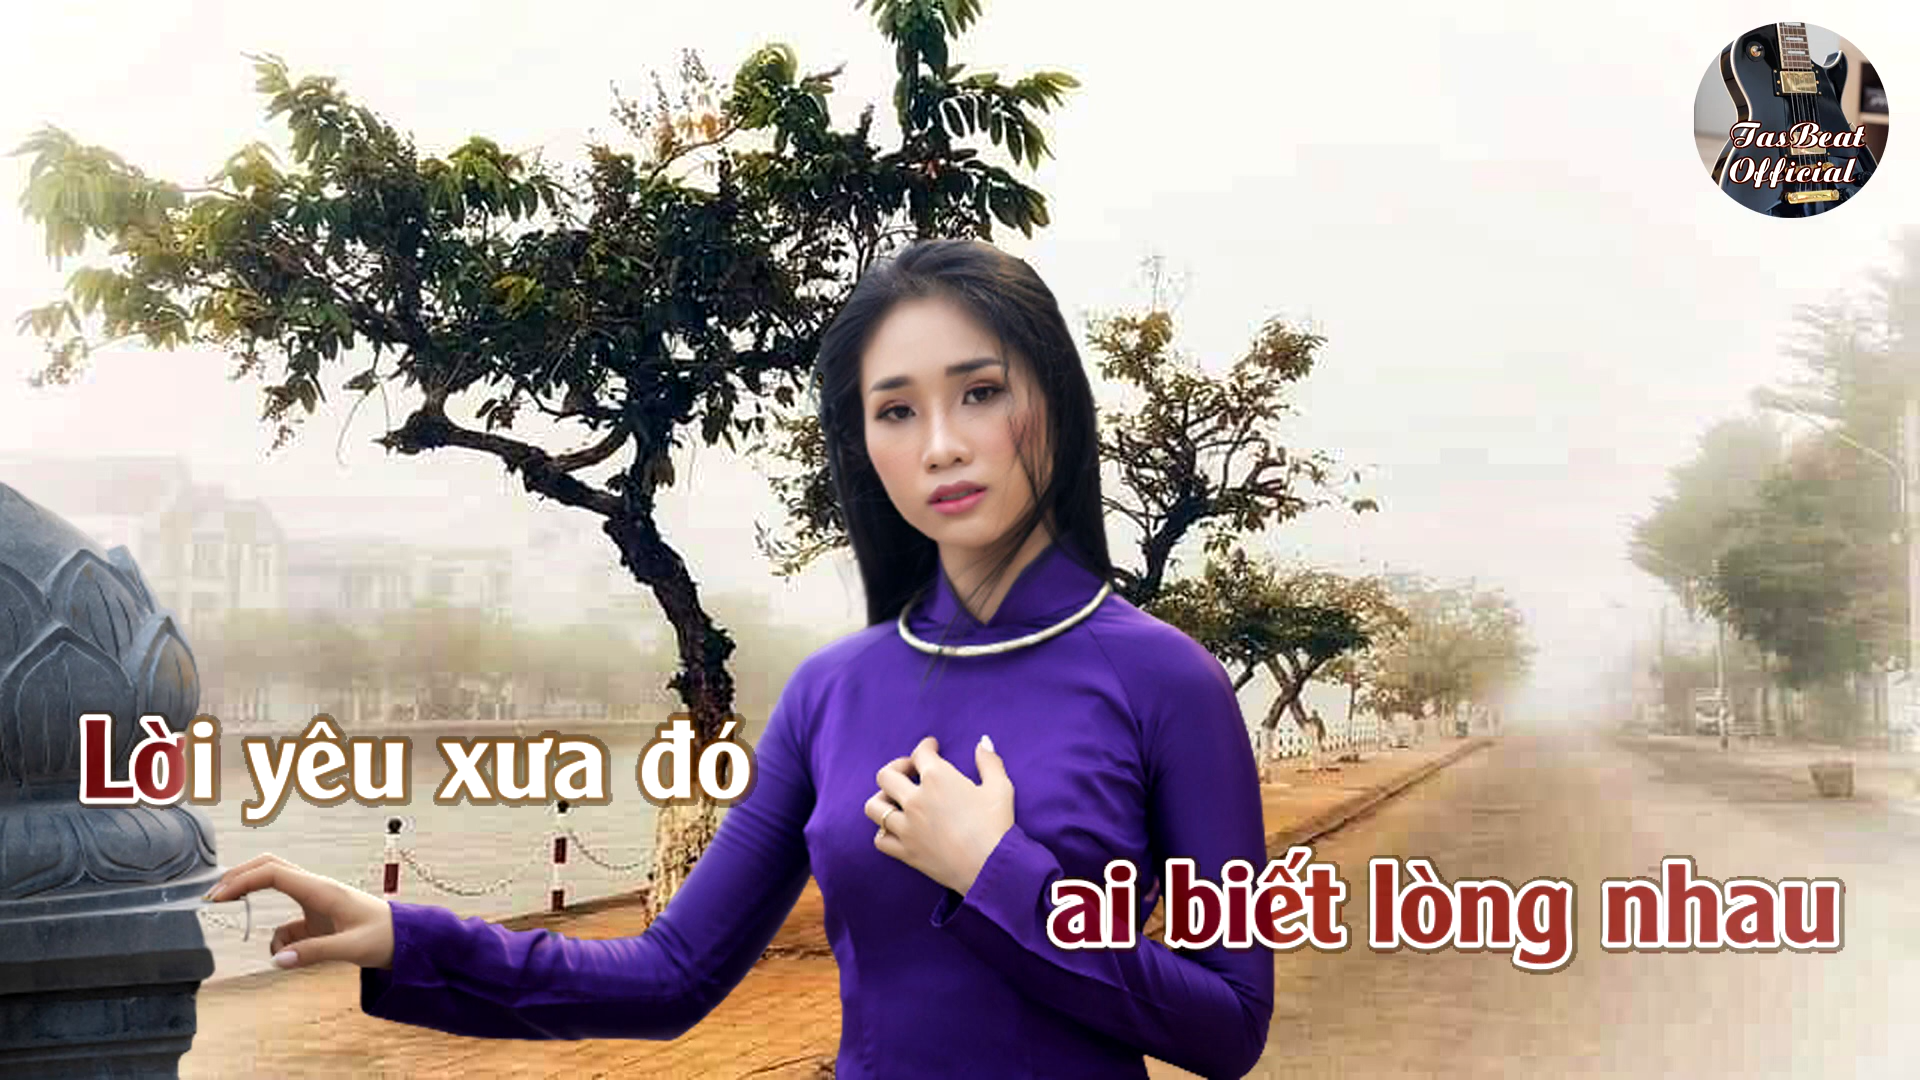 TasBeat
Official
Lời yêu xưa đó
ai biết lòng nhau